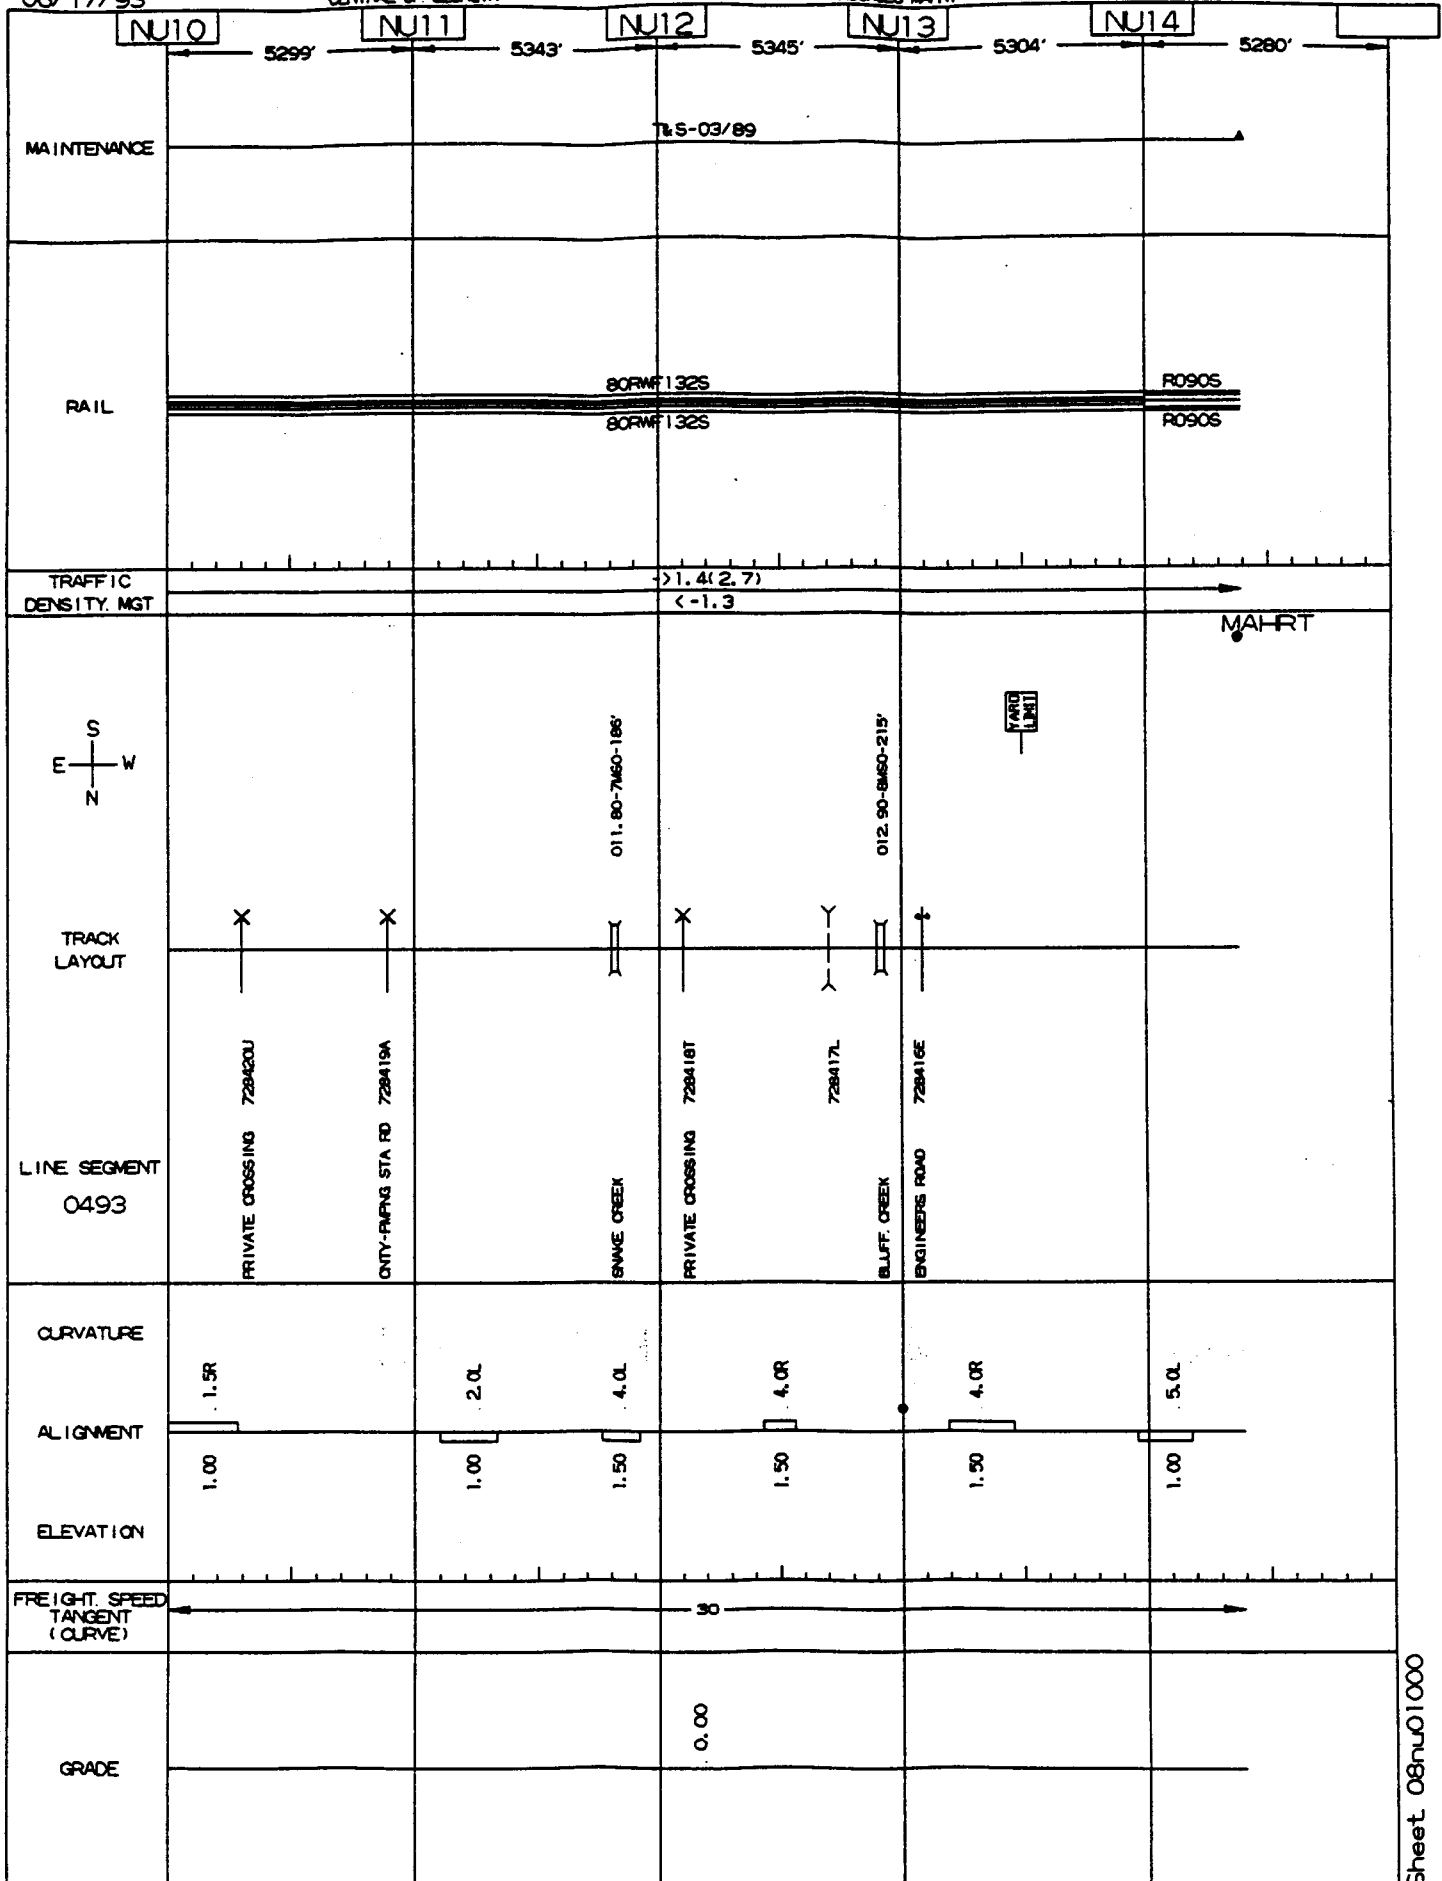 NU10 NU11 NU12 NU13 NU14
5299' 5343' 5345' 5304' 5280'
MAINTENANCE
T&S-03/89
RAIL
80RWF132S R090S
80RWF132S R090S
TRAFFIC
DENSITY. MGT
->1.4(2.7)
<-1.3
MAHRT
YARD
LIMIT
S
E W
N
011.80-7M60-186'
012.90-8M60-215'
TRACK
LAYOUT
PRIVATE CROSSING 728420U
CNTY-PMPNG STA RD 728419A
SNAKE CREEK
PRIVATE CROSSING 728418T
728417L
BLUFF. CREEK
ENGINEERS ROAD 728416E
LINE SEGMENT
0493
CURVATURE
1.5R 2.0L 4.0L 4.0R 4.0R 5.0L
ALIGNMENT
1.00 1.00 1.50 1.50 1.50 1.00
ELEVATION
FREIGHT. SPEED
TANGENT
(CURVE)
30
GRADE
0.00
Sheet 08nu01000